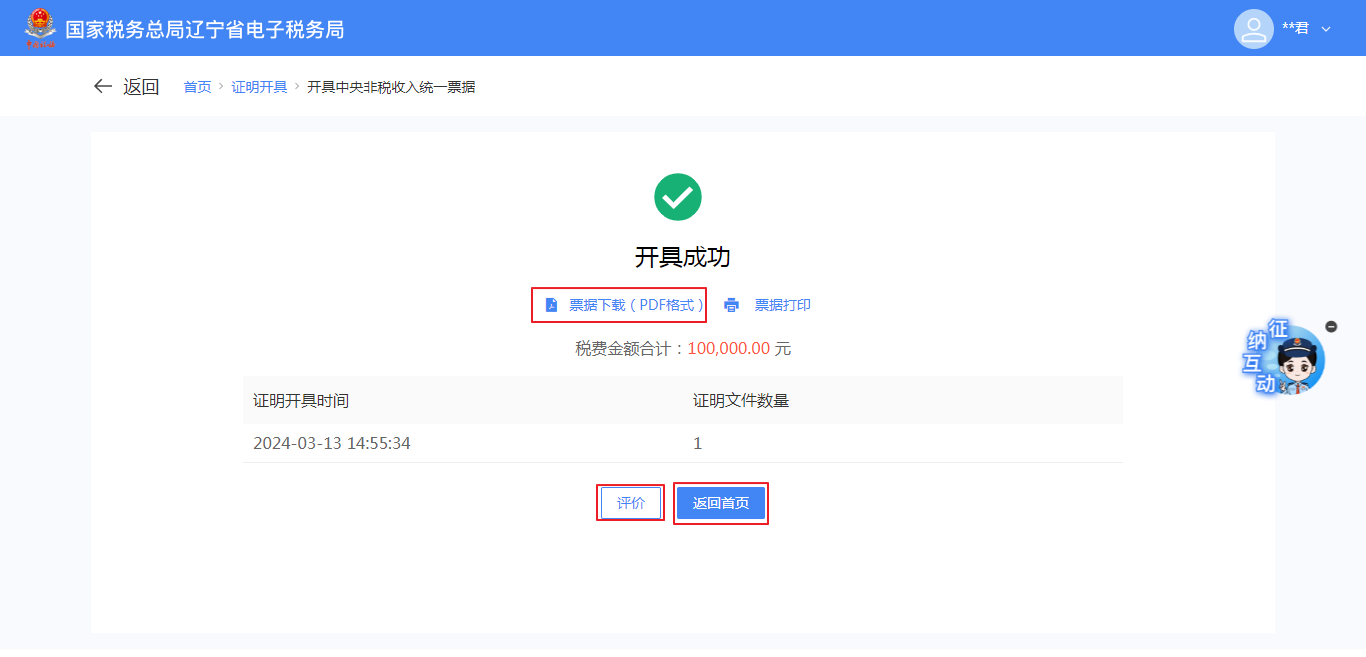 国家税务总局辽宁省电子税务局
**君
返回 首页 > 证明开具 > 开具中央非税收入统一票据
开具成功
票据下载 ( PDF格式 ) 票据打印
税费金额合计：100,000.00 元
证明开具时间 证明文件数量
2024-03-13 14:55:34 1
征纳互动
评价 返回首页